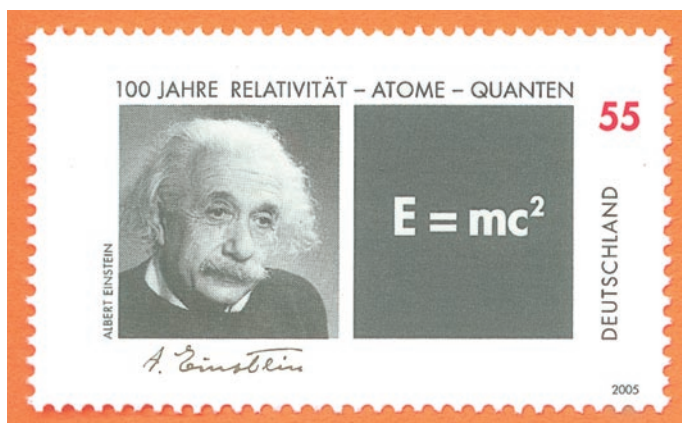 100 JAHRE RELATIVITÄT – ATOME – QUANTEN
55
ALBERT EINSTEIN
E = mc²
DEUTSCHLAND
A. Einstein
2005